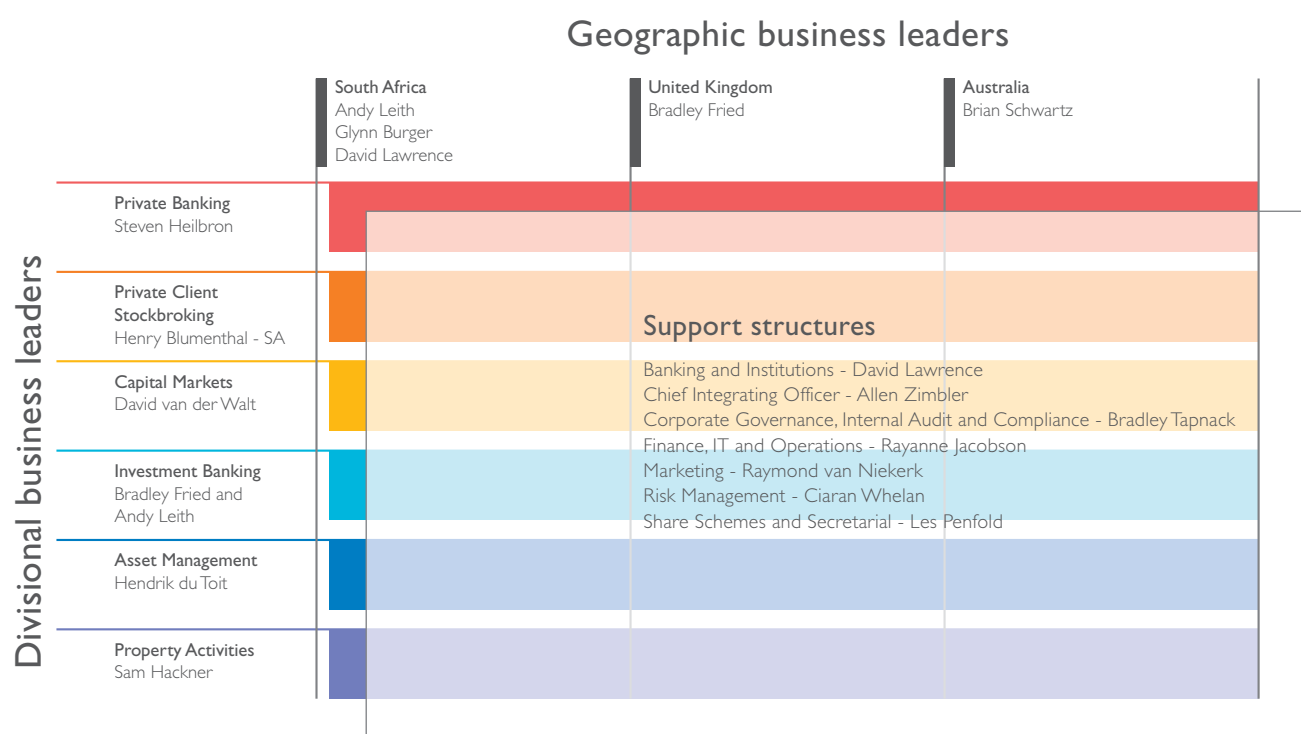 Geographic business leaders
South Africa
Andy Leith
Glynn Burger
David Lawrence
United Kingdom
Bradley Fried
Australia
Brian Schwartz
Divisional business leaders
Private Banking
Steven Heilbron
Private Client
Stockbroking
Henry Blumenthal - SA
Capital Markets
David van der Walt
Investment Banking
Bradley Fried and
Andy Leith
Asset Management
Hendrik du Toit
Property Activities
Sam Hackner
Support structures
Banking and Institutions - David Lawrence
Chief Integrating Officer - Allen Zimbler
Corporate Governance, Internal Audit and Compliance - Bradley Tapnack
Finance, IT and Operations - Rayanne Jacobson
Marketing - Raymond van Niekerk
Risk Management - Ciaran Whelan
Share Schemes and Secretarial - Les Penfold